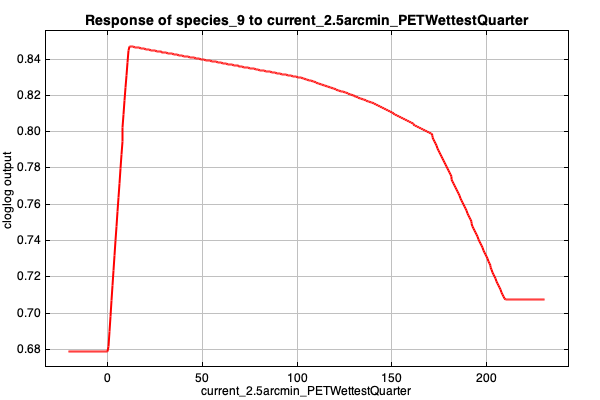 Response of species_9 to current_2.5arcmin_PETWettestQuarter
cloglog output
0.84
0.82
0.80
0.78
0.76
0.74
0.72
0.70
0.68
0 50 100 150 200
current_2.5arcmin_PETWettestQuarter